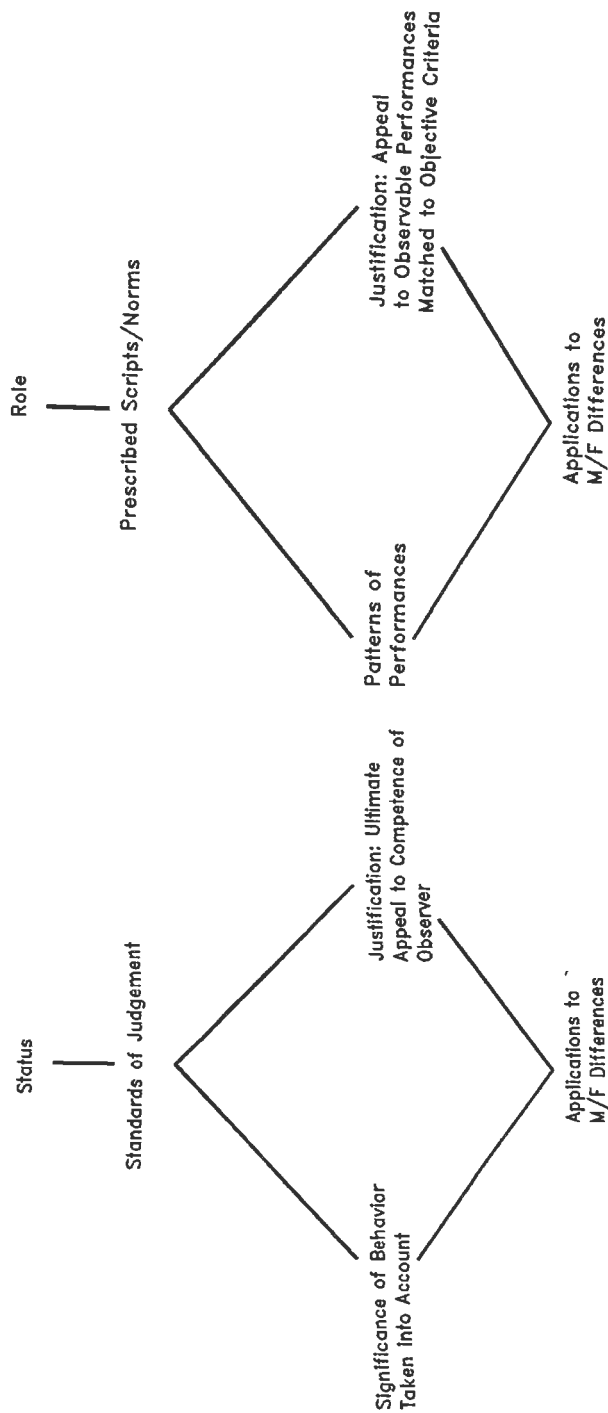 Status
Standards of Judgement
Significance of Behavior
Taken into Account
Justification: Ultimate
Appeal to Competence of
Observer
Applications to
M/F Differences
Role
Prescribed Scripts/Norms
Patterns of
Performances
Justification: Appeal
to Observable Performances
Matched to Objective Criteria
Applications to
M/F Differences